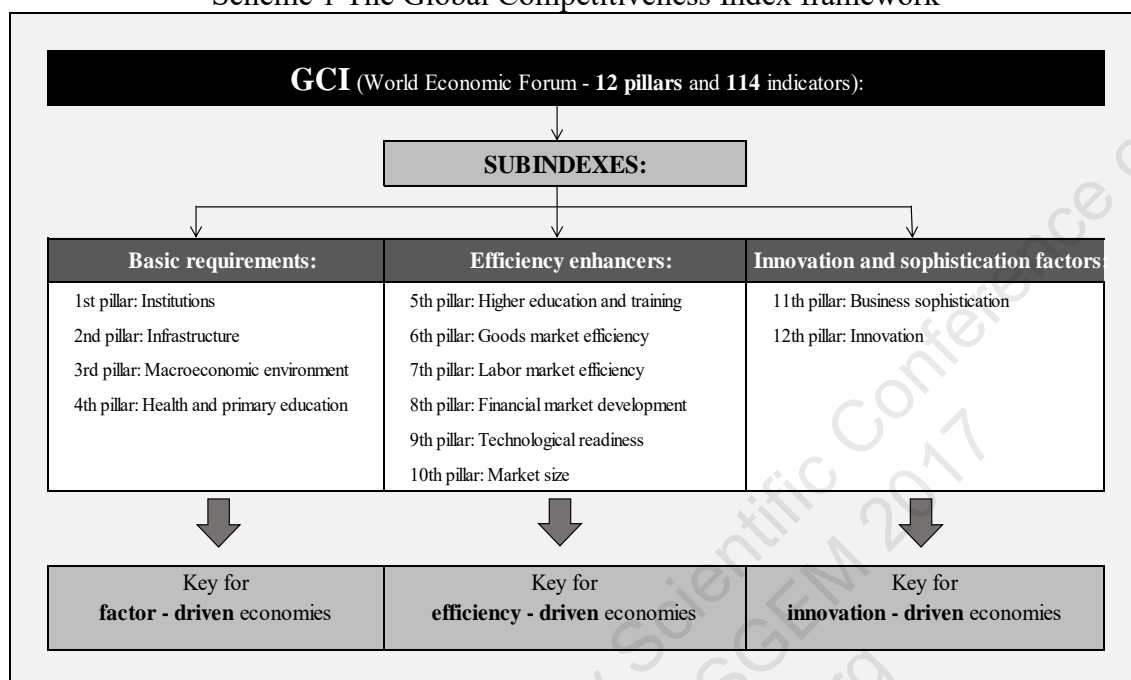 Scheme 1 The Global Competitiveness Index framework
GCI (World Economic Forum - 12 pillars and 114 indicators):
SUBINDEXES:
Basic requirements:
1st pillar: Institutions
2nd pillar: Infrastructure
3rd pillar: Macroeconomic environment
4th pillar: Health and primary education
Efficiency enhancers:
5th pillar: Higher education and training
6th pillar: Goods market efficiency
7th pillar: Labor market efficiency
8th pillar: Financial market development
9th pillar: Technological readiness
10th pillar: Market size
Innovation and sophistication factors:
11th pillar: Business sophistication
12th pillar: Innovation
Key for
factor - driven economies
Key for
efficiency - driven economies
Key for
innovation - driven economies
Scientific Conference
SGEM 2017